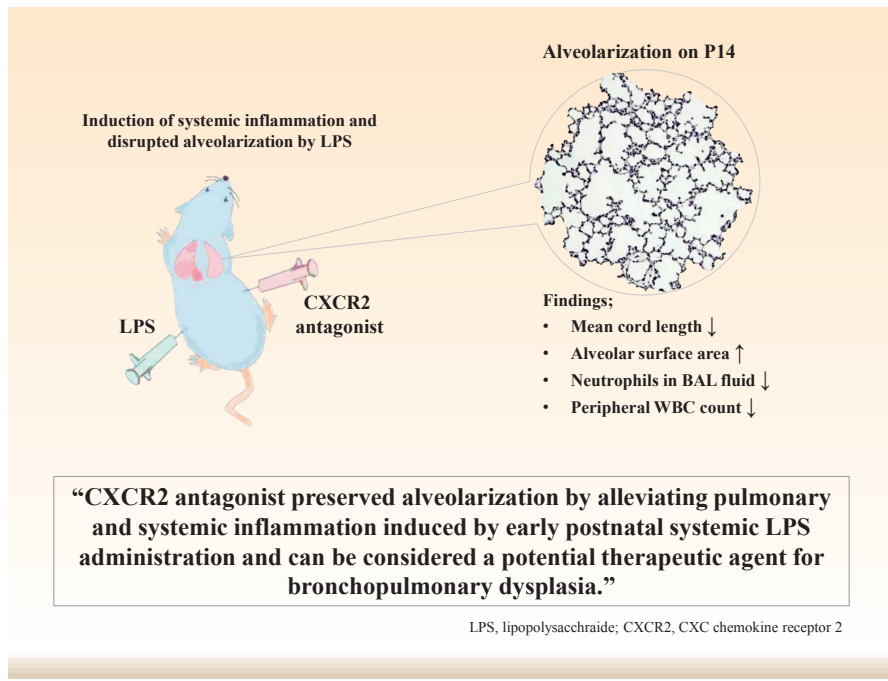 Alveolarization on P14
Induction of systemic inflammation and
disrupted alveolarization by LPS
LPS
CXCR2
antagonist
Findings;
• Mean cord length ↓
• Alveolar surface area ↑
• Neutrophils in BAL fluid ↓
• Peripheral WBC count ↓
“CXCR2 antagonist preserved alveolarization by alleviating pulmonary
and systemic inflammation induced by early postnatal systemic LPS
administration and can be considered a potential therapeutic agent for
bronchopulmonary dysplasia.”
LPS, lipopolysacchraide; CXCR2, CXC chemokine receptor 2